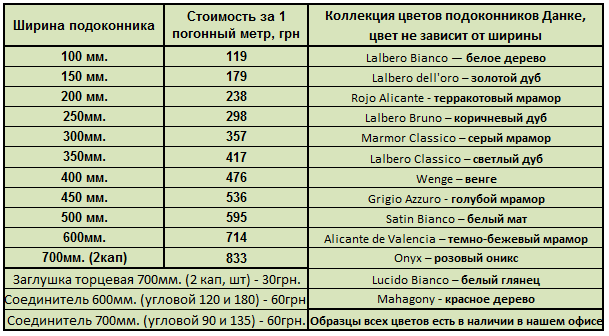 Ширина подоконника
Стоимость за 1
погонный метр, грн
Коллекция цветов подоконников Данке,
цвет не зависит от ширины
100 мм.
119
Lalbero Bianco — белое дерево
150 мм.
179
Lalbero dell'oro – золотой дуб
200 мм.
238
Rojo Alicante - терракотовый мрамор
250мм.
298
Lalbero Bruno – коричневый дуб
300мм.
357
Marmor Classico – серый мрамор
350мм.
417
Lalbero Classico – светлый дуб
400 мм.
476
Wenge – венге
450 мм.
536
Grigio Azzuro - голубой мрамор
500 мм.
595
Satin Bianco – белый мат
600мм.
714
Alicante de Valencia – темно-бежевый мрамор
700мм. (2кап)
833
Onyx – розовый оникс
Заглушка торцевая 700мм. (2 кап, шт) - 30грн.
Lucido Bianco – белый глянец
Соединитель 600мм. (угловой 120 и 180) - 60грн
Mahagony - красное дерево
Соединитель 700мм. (угловой 90 и 135) - 60грн.
Образцы всех цветов есть в наличии в нашем офисе